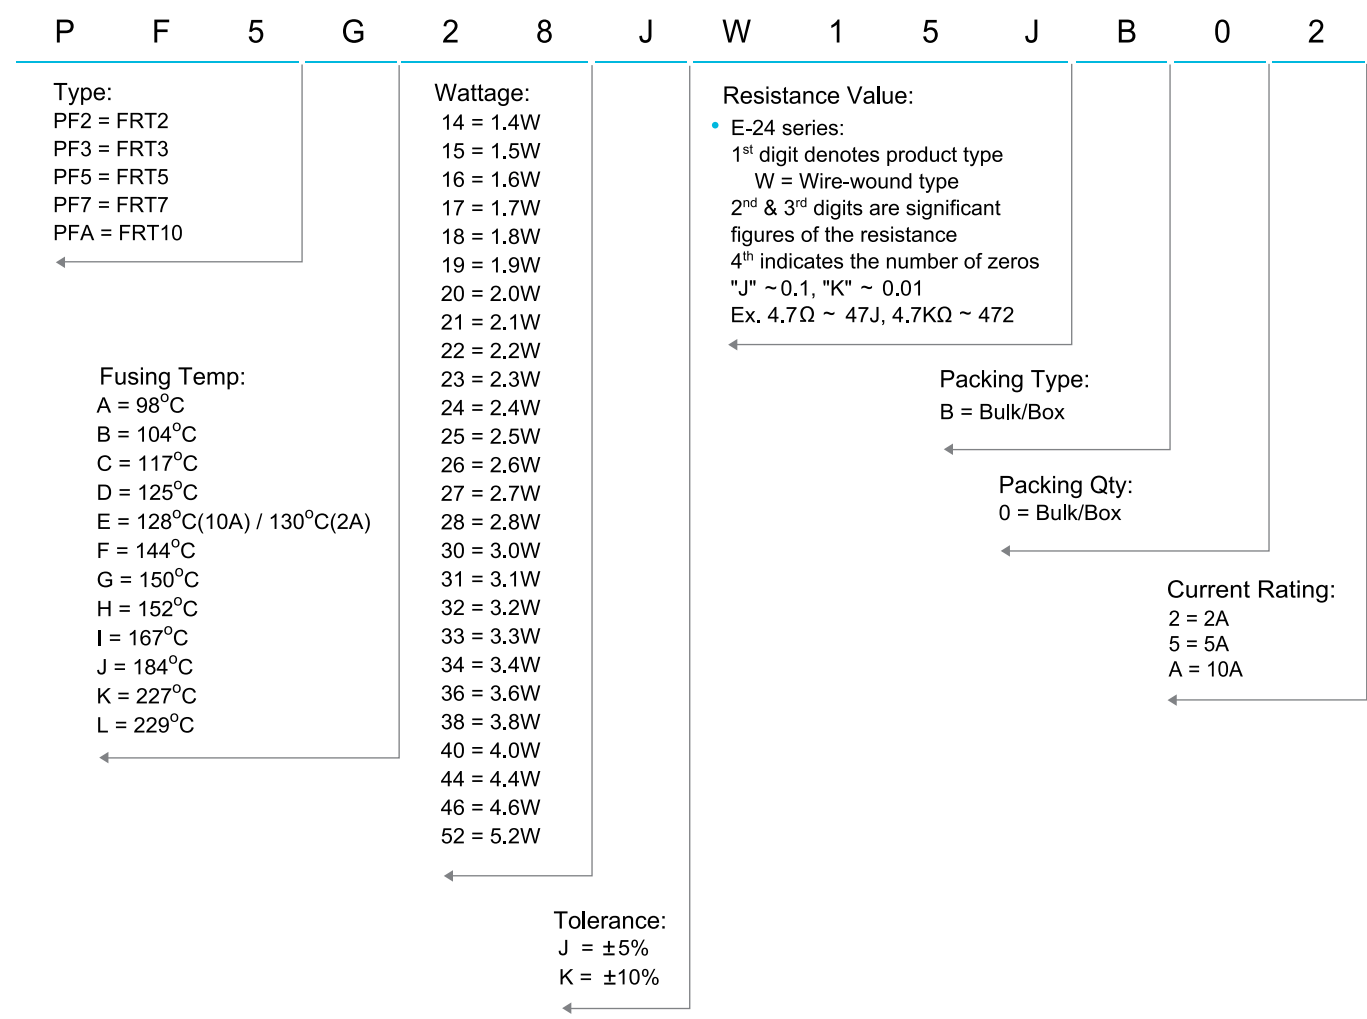 P F 5 G 2 8 J W 1 5 J B 0 2
Type:
PF2 = FRT2
PF3 = FRT3
PF5 = FRT5
PF7 = FRT7
PFA = FRT10
Fusing Temp:
A = 98°C
B = 104°C
C = 117°C
D = 125°C
E = 128°C(10A) / 130°C(2A)
F = 144°C
G = 150°C
H = 152°C
I = 167°C
J = 184°C
K = 227°C
L = 229°C
Wattage:
14 = 1.4W
15 = 1.5W
16 = 1.6W
17 = 1.7W
18 = 1.8W
19 = 1.9W
20 = 2.0W
21 = 2.1W
22 = 2.2W
23 = 2.3W
24 = 2.4W
25 = 2.5W
26 = 2.6W
27 = 2.7W
28 = 2.8W
30 = 3.0W
31 = 3.1W
32 = 3.2W
33 = 3.3W
34 = 3.4W
36 = 3.6W
38 = 3.8W
40 = 4.0W
44 = 4.4W
46 = 4.6W
52 = 5.2W
Tolerance:
J = ±5%
K = ±10%
Resistance Value:
• E-24 series:
1st digit denotes product type
W = Wire-wound type
2nd & 3rd digits are significant
figures of the resistance
4th indicates the number of zeros
"J" ~ 0.1, "K" ~ 0.01
Ex. 4.7Ω ~ 47J, 4.7KΩ ~ 472
Packing Type:
B = Bulk/Box
Packing Qty:
0 = Bulk/Box
Current Rating:
2 = 2A
5 = 5A
A = 10A